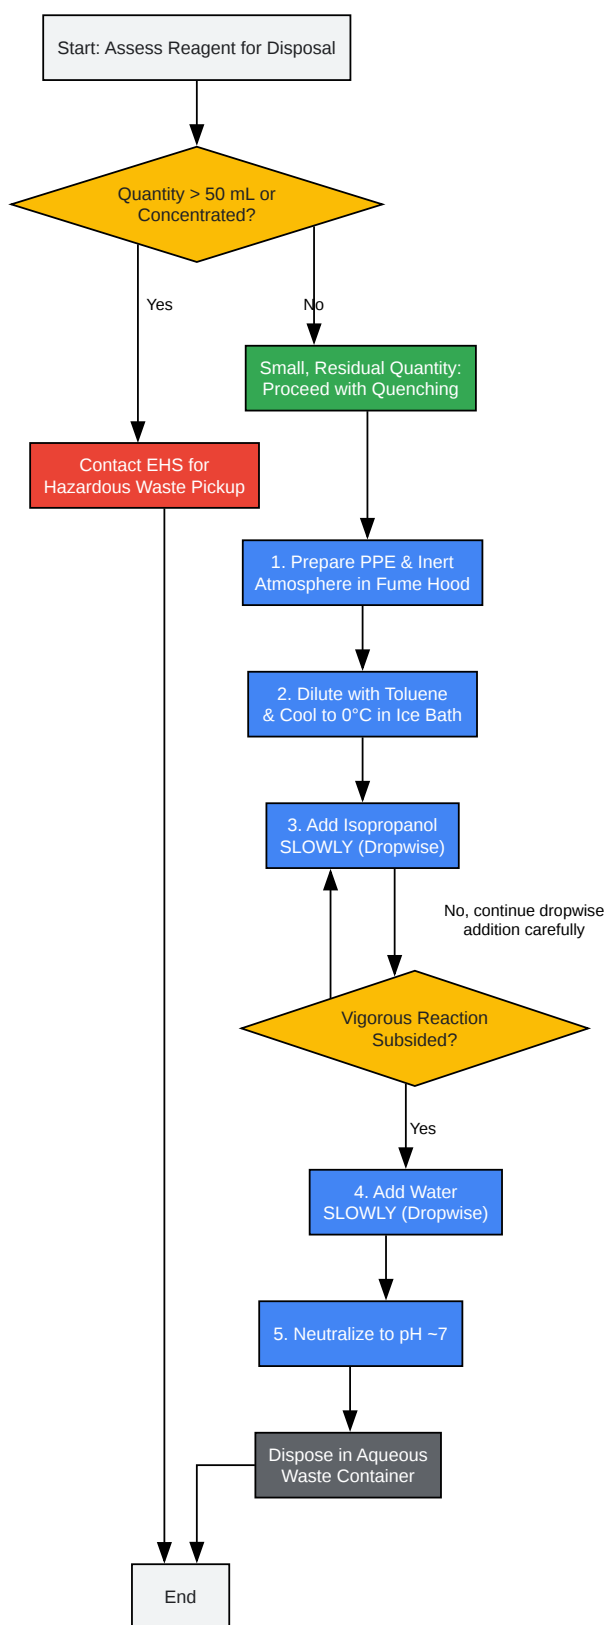 Start: Assess Reagent for Disposal
Quantity > 50 mL or
Concentrated?
Yes
No
Small, Residual Quantity:
Proceed with Quenching
Contact EHS for
Hazardous Waste Pickup
1. Prepare PPE & Inert
Atmosphere in Fume Hood
2. Dilute with Toluene
& Cool to 0°C in Ice Bath
3. Add Isopropanol
SLOWLY (Dropwise)
No, continue dropwise
addition carefully
Vigorous Reaction
Subsided?
Yes
4. Add Water
SLOWLY (Dropwise)
5. Neutralize to pH ~7
Dispose in Aqueous
Waste Container
End